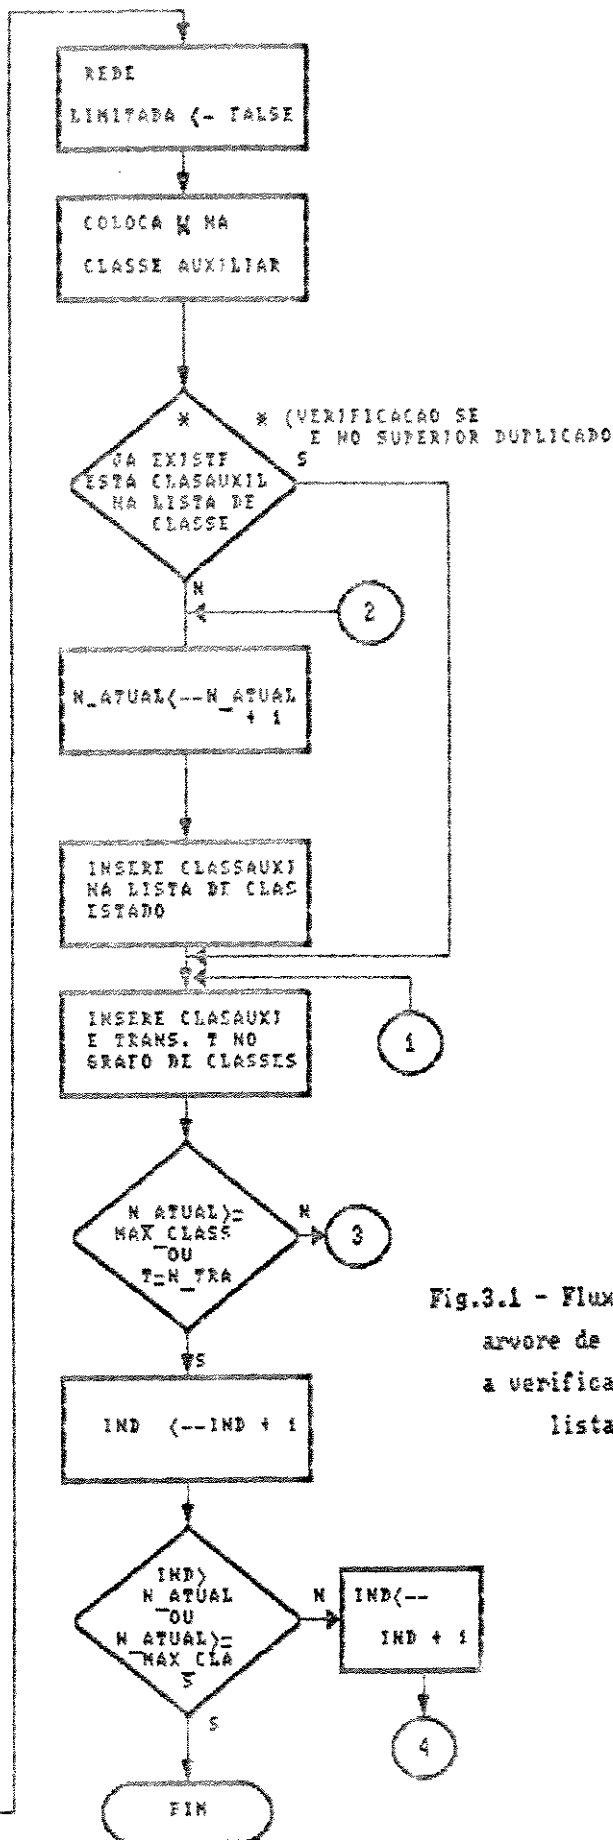 REDE
LIMITADA (- FALSE
COLOCA W NA
CLASSE AUXILIAR
*
* (VERIFICACAO SE
E NO SUPERIOR DUPLICADO
JA EXISTE
ESTA CLASAUXIL
NA LISTA DE
CLASSE
S
N
2
N_ATUAL(--N_ATUAL
+ 1
INSERE CLASSAUXI
NA LISTA DE CLAS
ESTADO
INSERE CLASAUXI
E TRANS. T NO
GRAFO DE CLASSES
1
N_ATUAL)=
MAX_CLASS
OU
T=N_TRA
N
3
S
Fig.3.1 - Flux
arvore de
a verifica
lista
IND (--IND + 1
IND)
N_ATUAL
OU
N_ATUAL)=
MAX_CLA
S
N
IND(--
IND + 1
S
4
FIM